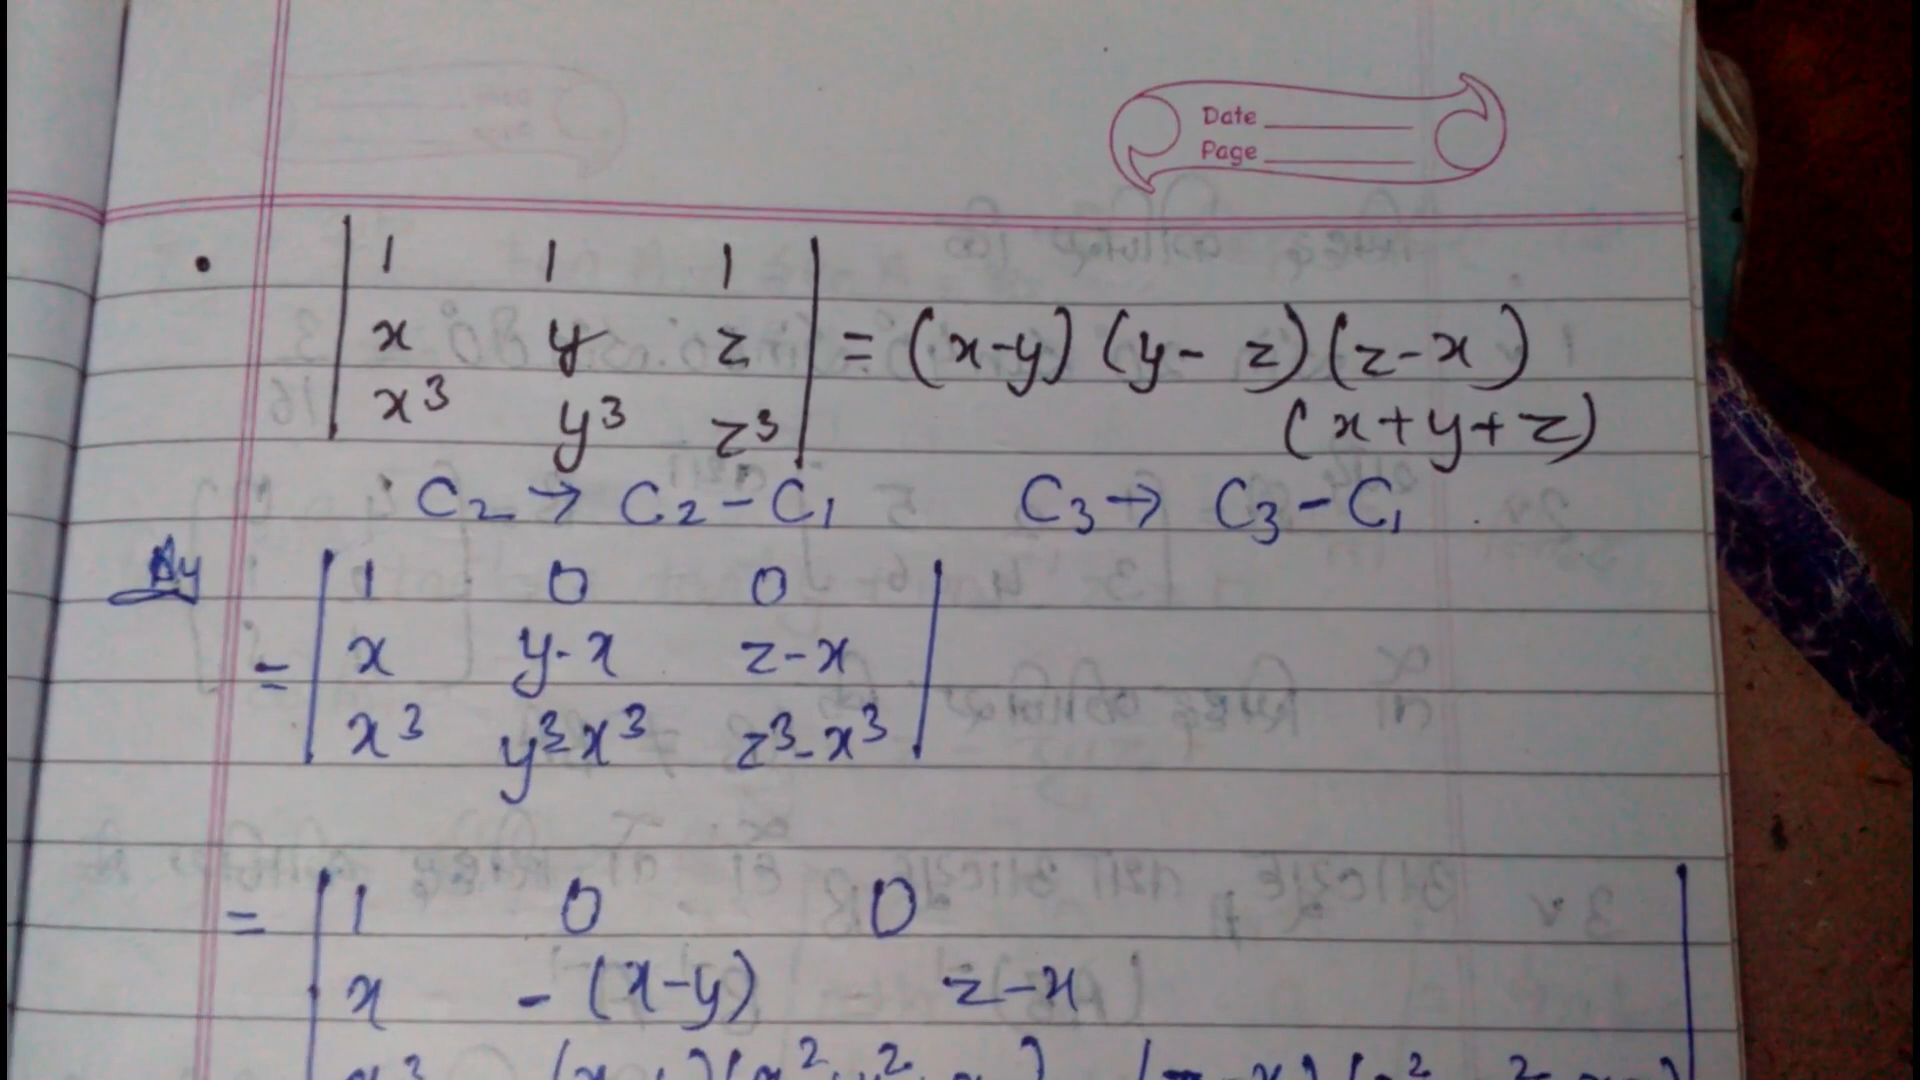 Date
Page
| 1 1 1 |
| x y z | = (x-y) (y- z) (z-x)
| x³ y³ z³ | (x+y+z)
C₂ → C₂-C₁ C₃→ C₃-C₁
| 1 0 0 |
= | x y-x z-x |
| x³ y³-x³ z³-x³ |
= | 1 0 0 |
| x - (x-y) z-x |